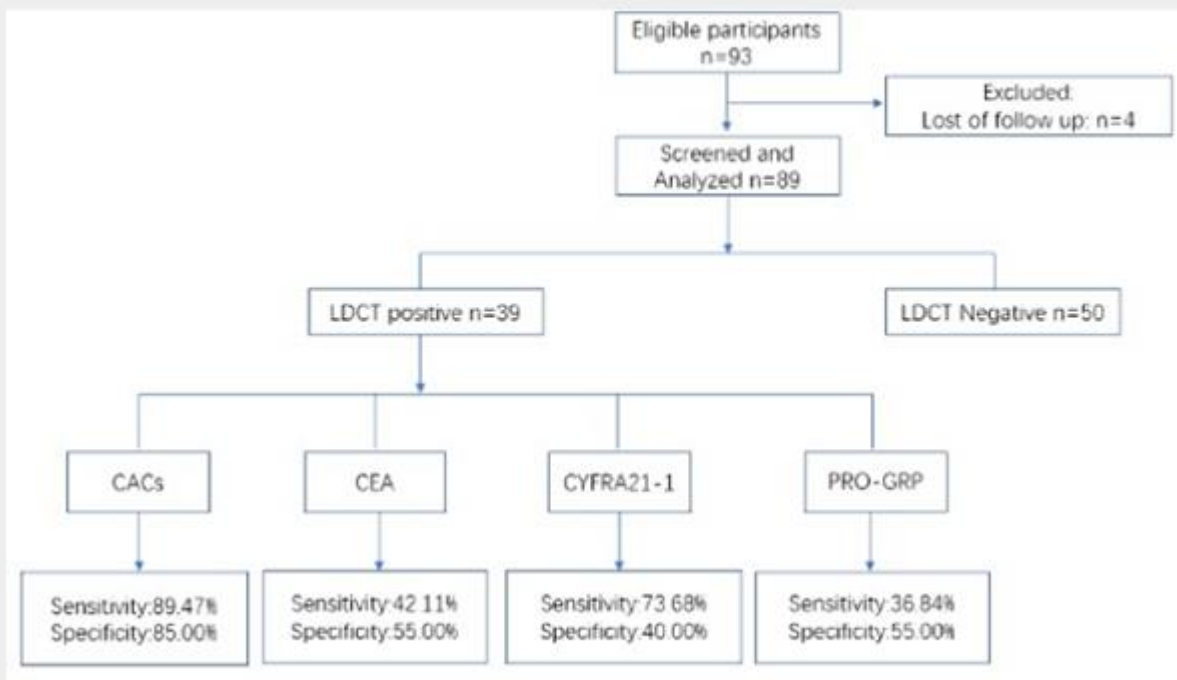 Eligible participants
n=93
Excluded:
Lost of follow up: n=4
Screened and
Analyzed n=89
LDCT positive n=39
LDCT Negative n=50
CACs
CEA
CYFRA21-1
PRO-GRP
Sensitivity:89.47%
Specificity:85.00%
Sensitivity:42.11%
Specificity:55.00%
Sensitivity:73.68%
Specificity:40.00%
Sensitivity:36.84%
Specificity:55.00%